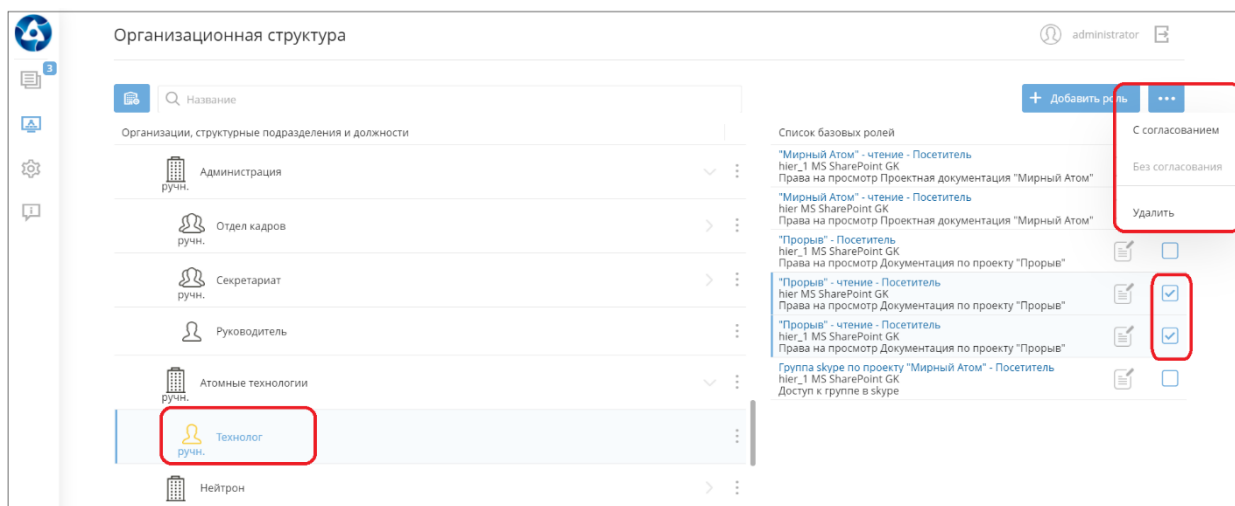 Организационная структура
administrator
3
Название
+ Добавить роль
Организации, структурные подразделения и должности
Список базовых ролей
С согласованием
Без согласования
Удалить
Администрация
ручн.
Отдел кадров
ручн.
Секретариат
ручн.
Руководитель
Атомные технологии
ручн.
Технолог
ручн.
Нейтрон
"Мирный Атом" - чтение - Посетитель
hier_1 MS SharePoint GK
Права на просмотр Проектная документация "Мирный Атом"
"Мирный Атом" - чтение - Посетитель
hier MS SharePoint GK
Права на просмотр Проектная документация "Мирный Атом"
"Прорыв" - Посетитель
hier_1 MS SharePoint GK
Права на просмотр Документация по проекту "Прорыв"
"Прорыв" - чтение - Посетитель
hier MS SharePoint GK
Права на просмотр Документация по проекту "Прорыв"
"Прорыв" - чтение - Посетитель
hier_1 MS SharePoint GK
Права на просмотр Документация по проекту "Прорыв"
Группа skype по проекту "Мирный Атом" - Посетитель
hier_1 MS SharePoint GK
Доступ к группе в skype